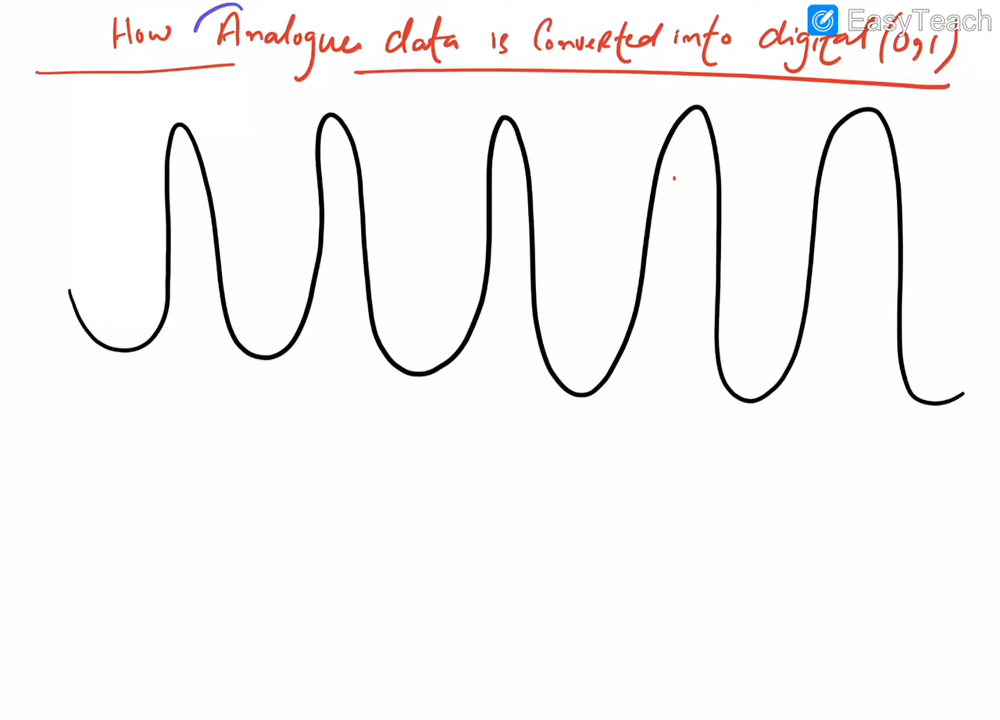 EasyTeach
How Analogue data is Converted into digital (0,1)